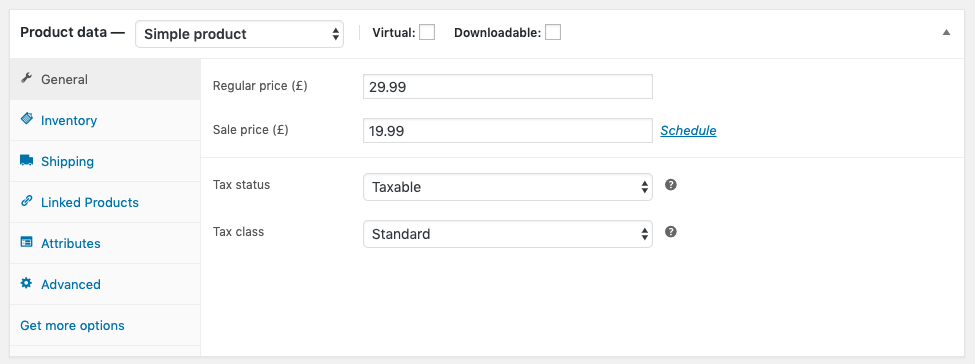 Product data — Simple product Virtual: Downloadable:
General
Inventory
Shipping
Linked Products
Attributes
Advanced
Get more options
Regular price (£) 29.99
Sale price (£) 19.99 Schedule
Tax status Taxable ?
Tax class Standard ?